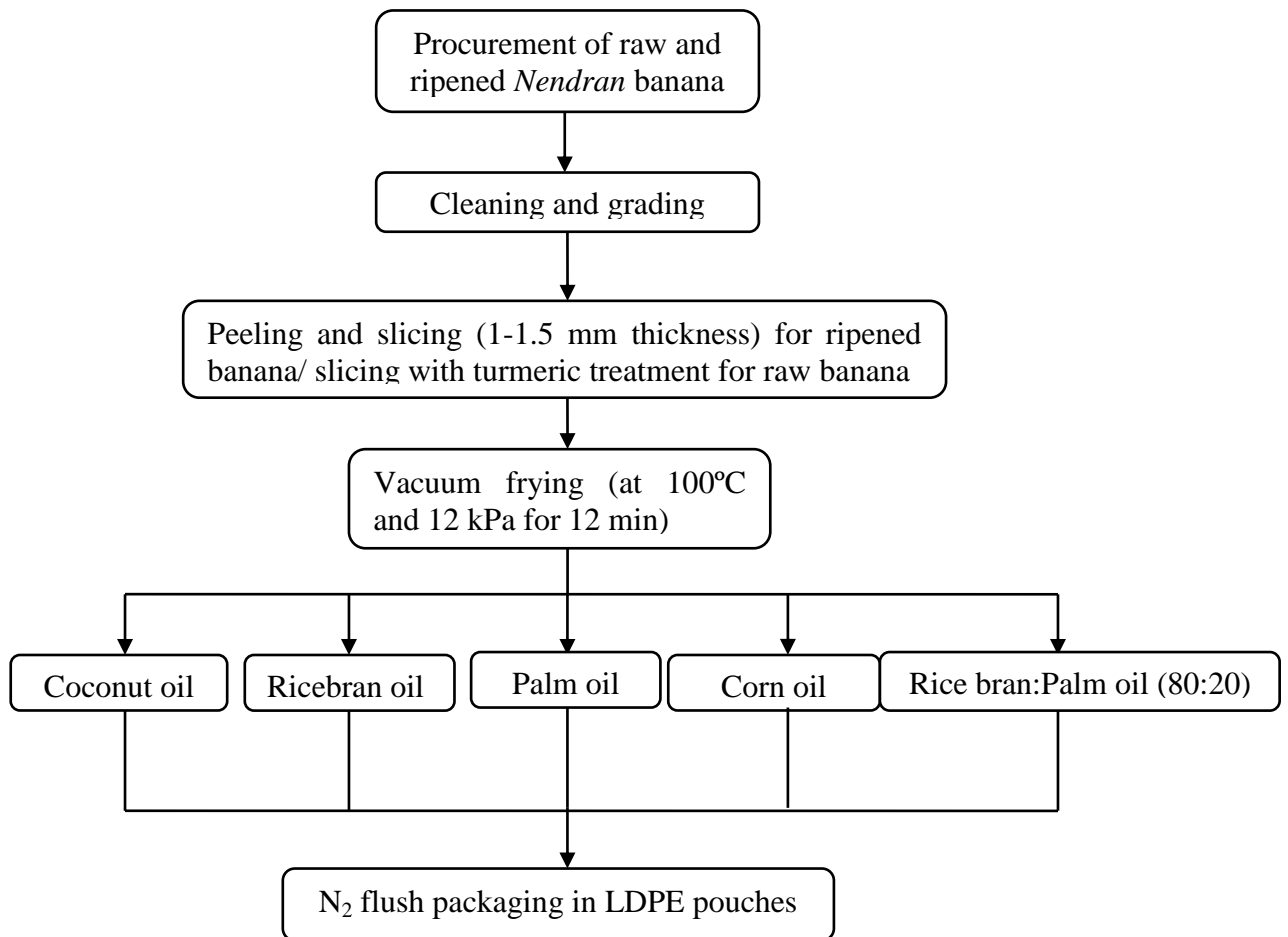 Procurement of raw and
ripened Nendran banana
Cleaning and grading
Peeling and slicing (1-1.5 mm thickness) for ripened
banana/ slicing with turmeric treatment for raw banana
Vacuum frying (at 100ºC
and 12 kPa for 12 min)
Coconut oil
Ricebran oil
Palm oil
Corn oil
Rice bran:Palm oil (80:20)
N₂ flush packaging in LDPE pouches